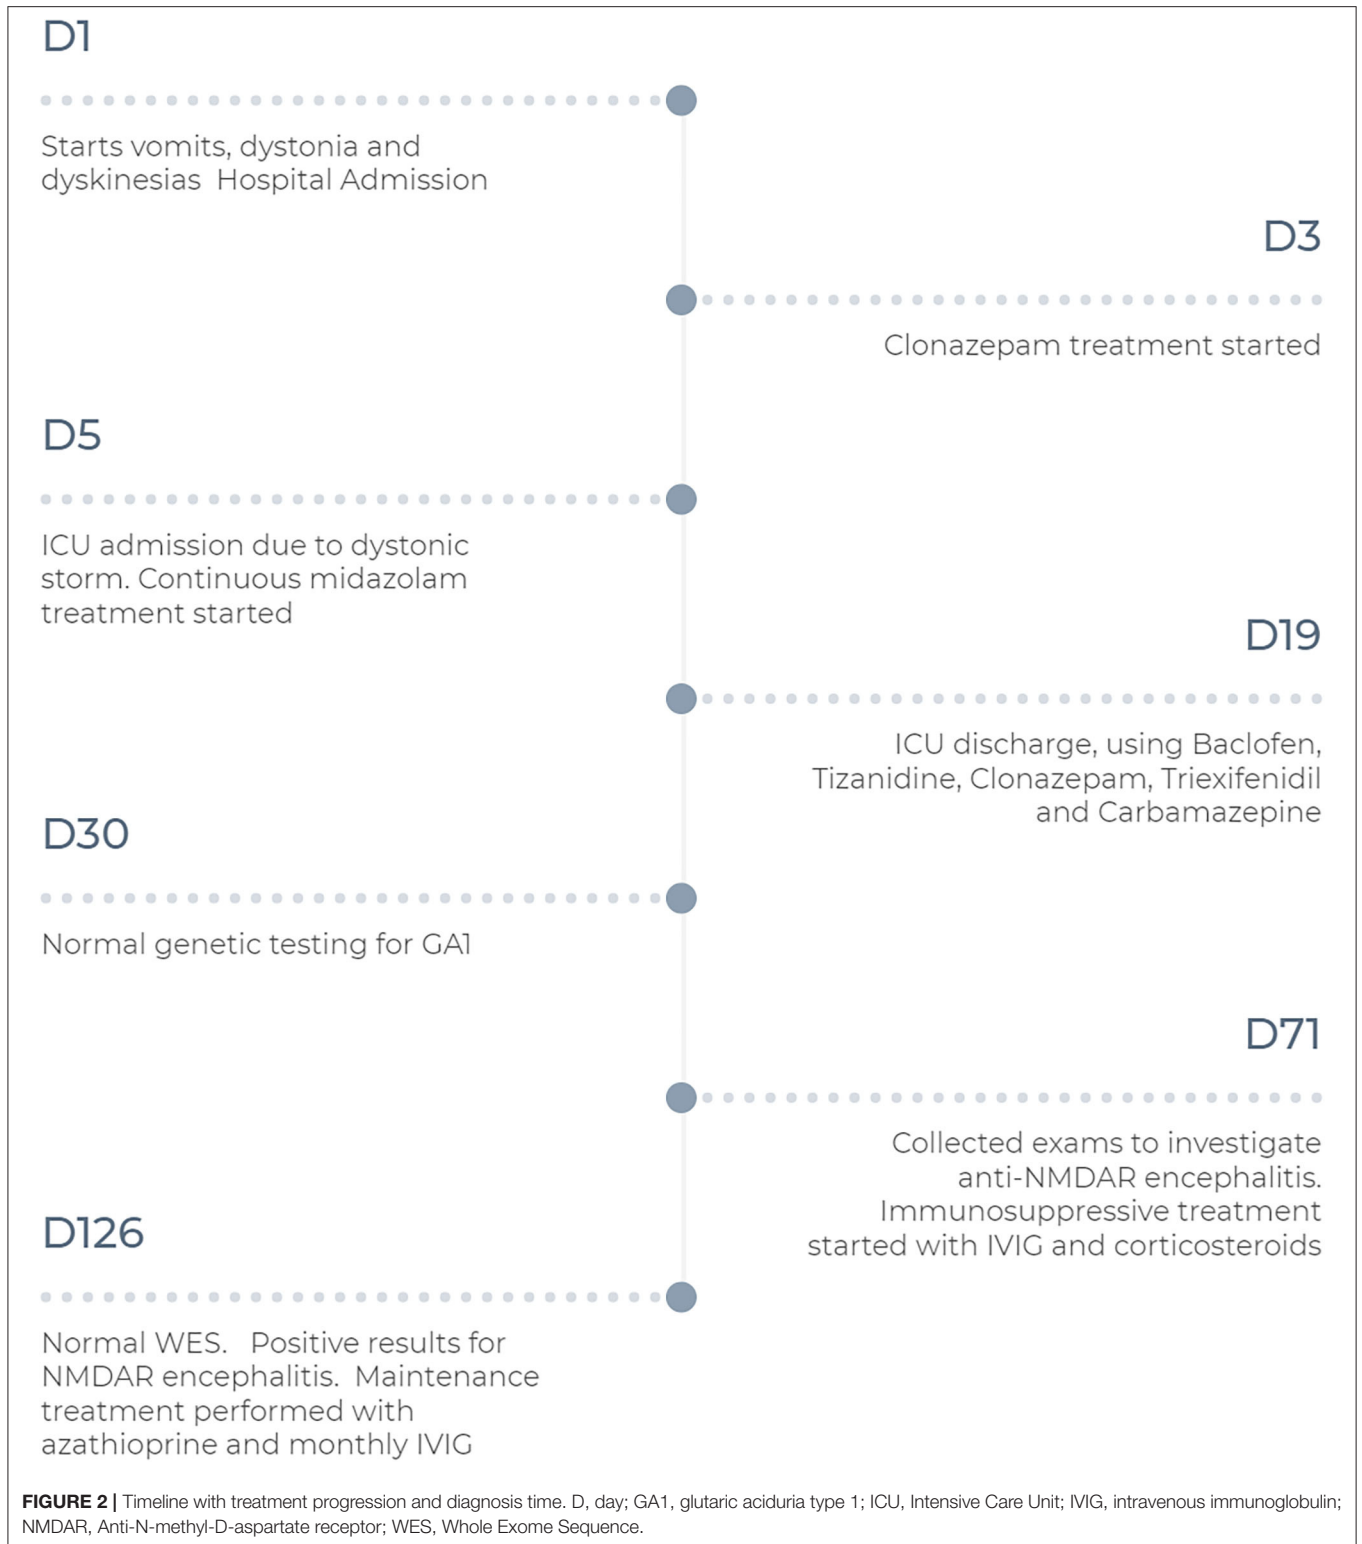 D1
Starts vomits, dystonia and
dyskinesias  Hospital Admission
D3
Clonazepam treatment started
D5
ICU admission due to dystonic
storm. Continuous midazolam
treatment started
D19
ICU discharge, using Baclofen,
Tizanidine, Clonazepam, Triexifenidil
and Carbamazepine
D30
Normal genetic testing for GA1
D71
Collected exams to investigate
anti-NMDAR encephalitis.
Immunosuppressive treatment
started with IVIG and corticosteroids
D126
Normal WES.   Positive results for
NMDAR encephalitis.  Maintenance
treatment performed with
azathioprine and monthly IVIG
FIGURE 2 | Timeline with treatment progression and diagnosis time. D, day; GA1, glutaric aciduria type 1; ICU, Intensive Care Unit; IVIG, intravenous immunoglobulin;
NMDAR, Anti-N-methyl-D-aspartate receptor; WES, Whole Exome Sequence.